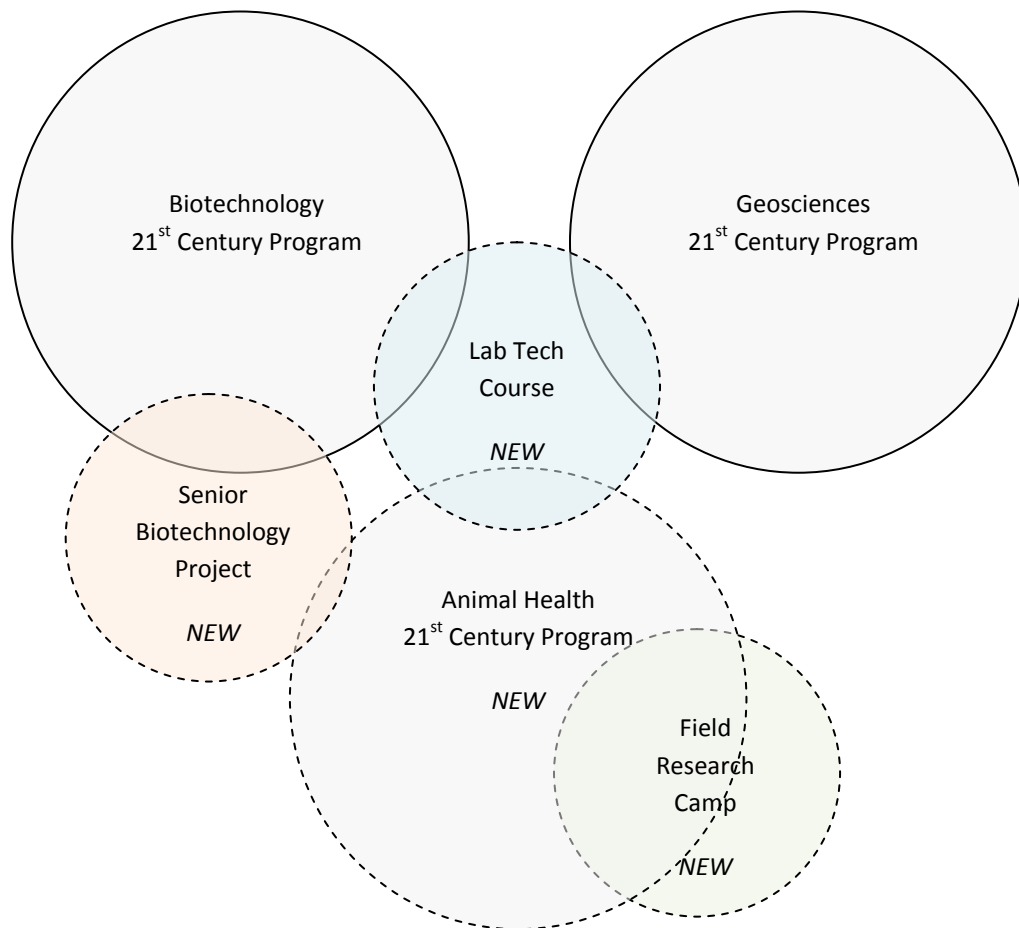 Biotechnology
21st Century Program
Geosciences
21st Century Program
Lab Tech
Course
NEW
Senior
Biotechnology
Project
NEW
Animal Health
21st Century Program
NEW
Field
Research
Camp
NEW